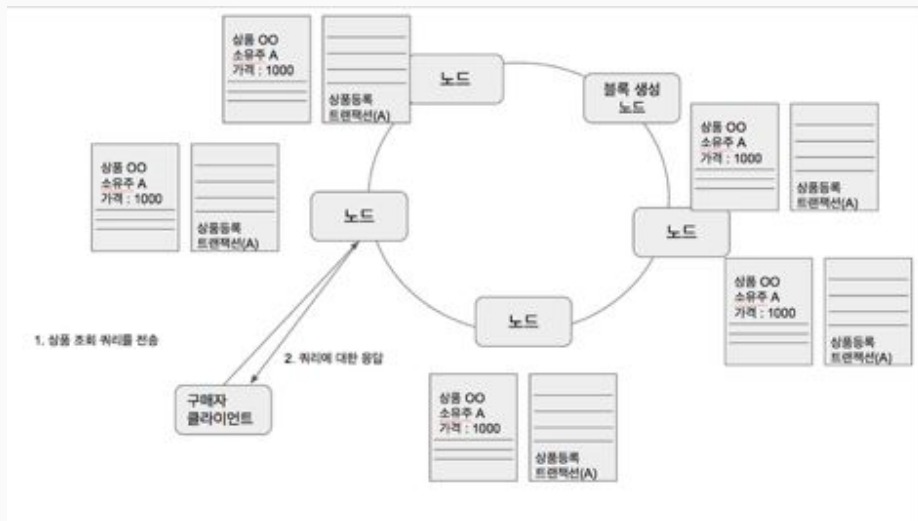 상품 OO
소유주 A
가격 : 1000
상품등록
트랜잭션(A)
노드
블록 생성
노드
상품 OO
소유주 A
가격 : 1000
상품등록
트랜잭션(A)
상품 OO
소유주 A
가격 : 1000
상품등록
트랜잭션(A)
노드
노드
상품 OO
소유주 A
가격 : 1000
상품등록
트랜잭션(A)
노드
1. 상품 조회 쿼리를 전송
2. 쿼리에 대한 응답
구매자
클라이언트
상품 OO
소유주 A
가격 : 1000
상품등록
트랜잭션(A)